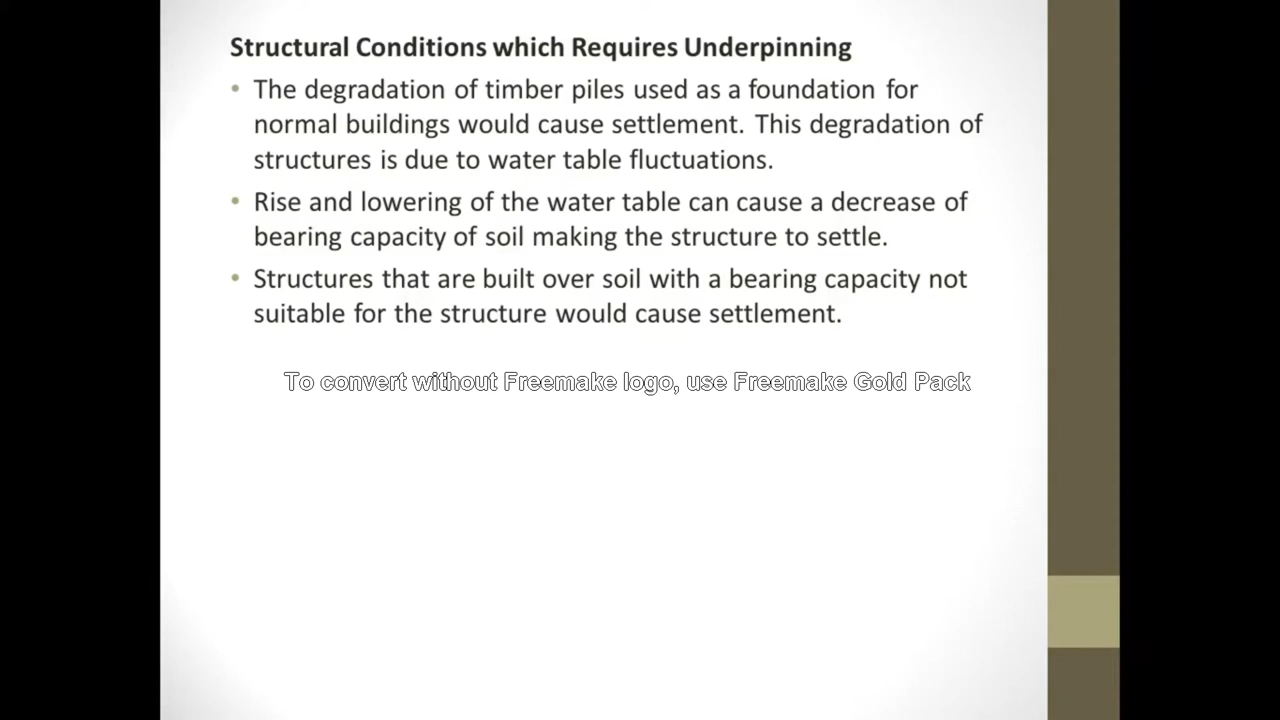 Structural Conditions which Requires Underpinning
• The degradation of timber piles used as a foundation for
normal buildings would cause settlement. This degradation of
structures is due to water table fluctuations.
• Rise and lowering of the water table can cause a decrease of
bearing capacity of soil making the structure to settle.
• Structures that are built over soil with a bearing capacity not
suitable for the structure would cause settlement.
To convert without Freemake logo, use Freemake Gold Pack